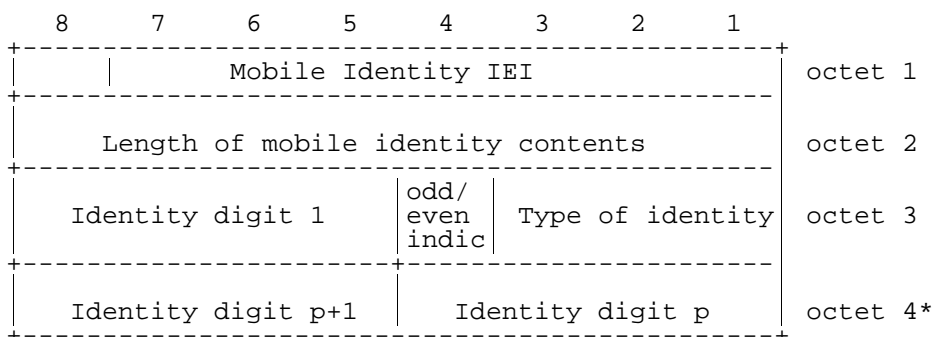 8 7 6 5 4 3 2 1
Mobile Identity IEI octet 1
Length of mobile identity contents octet 2
odd/
Identity digit 1 even Type of identity octet 3
indic
Identity digit p+1 Identity digit p octet 4*